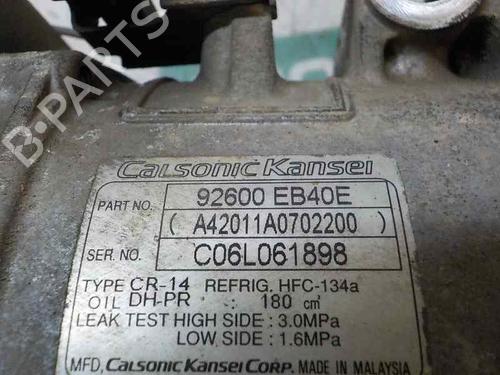 B-PARTS
Calsonic Kansei
PART NO. 92600 EB40E
( A42011A0702200 )
SER. NO. C06L061898
TYPE CR-14 REFRIG. HFC-134a
OIL DH-PR : 180 cm³
LEAK TEST HIGH SIDE : 3.0MPa
LOW SIDE : 1.6MPa
MFD. CALSONIC KANSEI CORP. MADE IN MALAYSIA